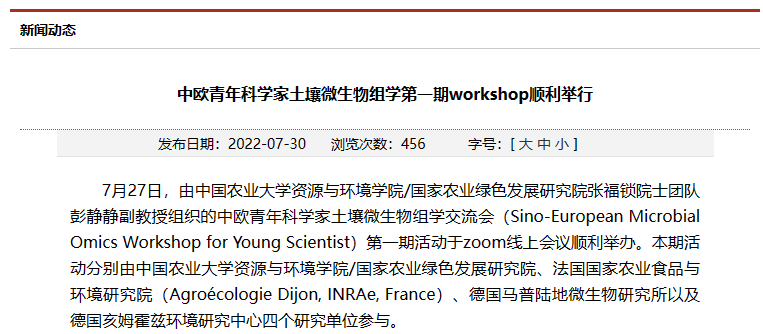 新闻动态
中欧青年科学家土壤微生物组学第一期workshop顺利举行
发布日期：2022-07-30 浏览次数：456 字号：[ 大 中 小 ]
7月27日，由中国农业大学资源与环境学院/国家农业绿色发展研究院张福锁院士团队
彭静静副教授组织的中欧青年科学家土壤微生物组学交流会（Sino-European Microbial
Omics Workshop for Young Scientist）第一期活动于zoom线上会议顺利举办。本期活
动分别由中国农业大学资源与环境学院/国家农业绿色发展研究院、法国国家农业食品与
环境研究院（Agroécologie Dijon, INRAe, France）、德国马普陆地微生物研究所以及
德国亥姆霍兹环境研究中心四个研究单位参与。